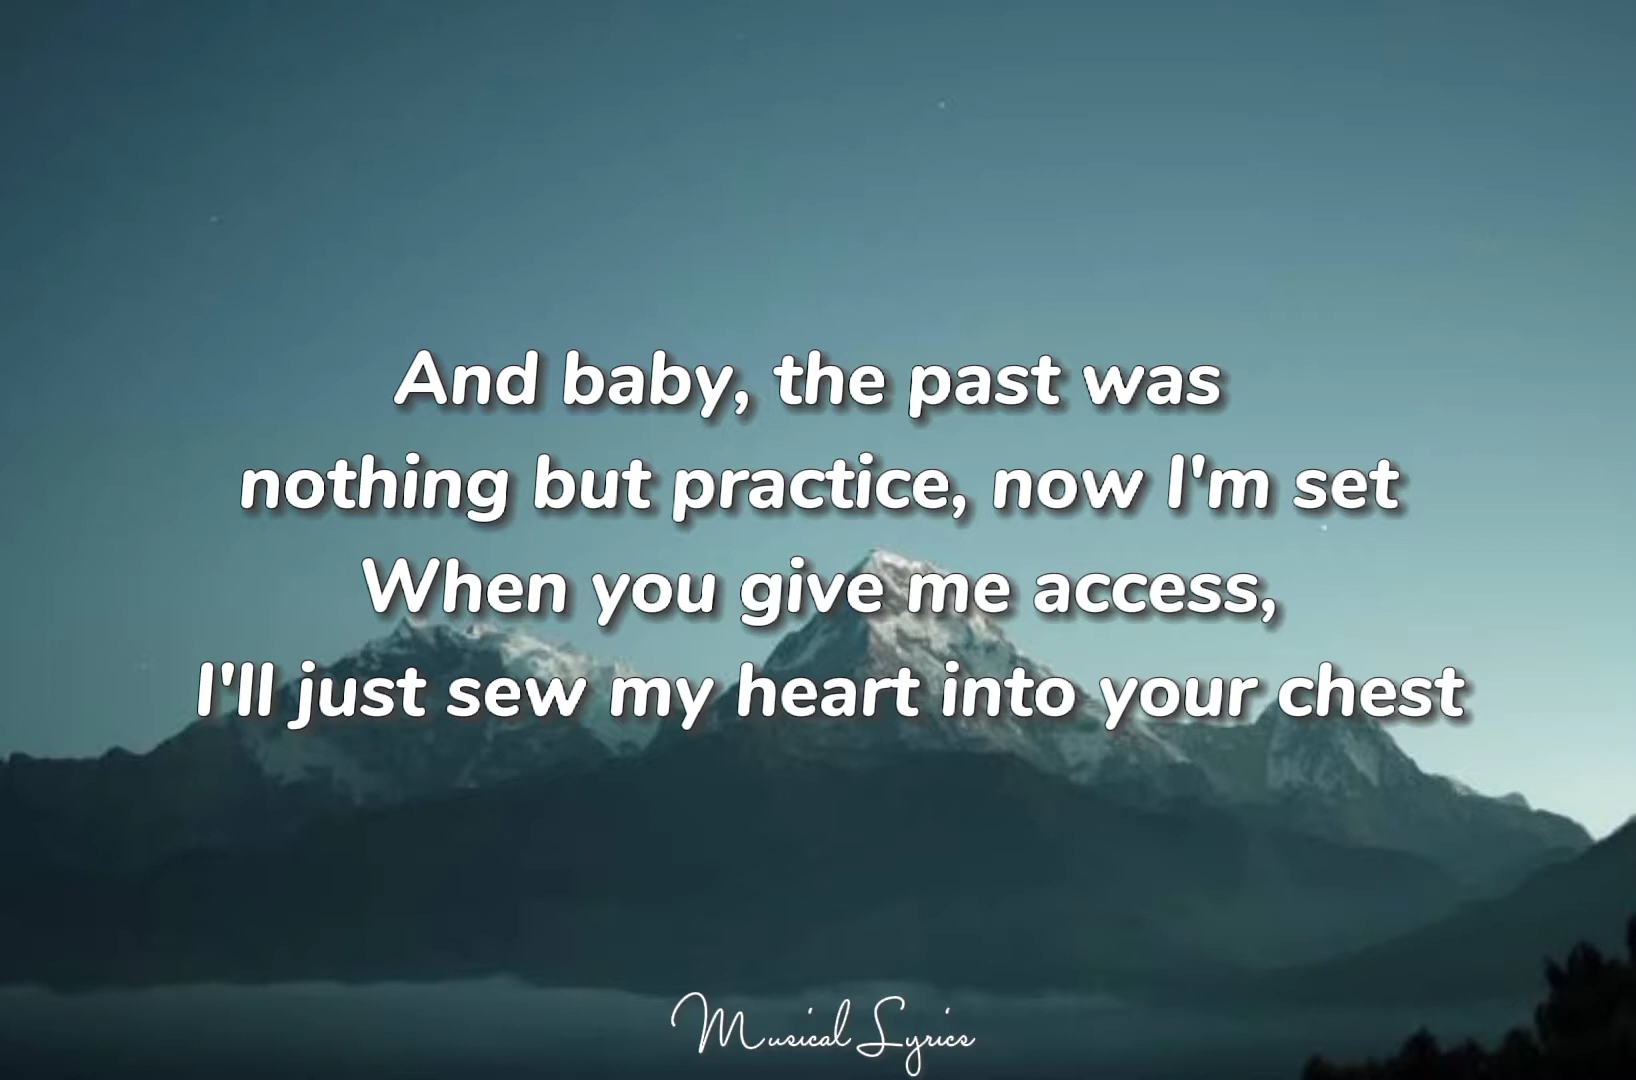 And baby, the past was
nothing but practice, now I'm set
When you give me access,
I'll just sew my heart into your chest
Musical Lyrics